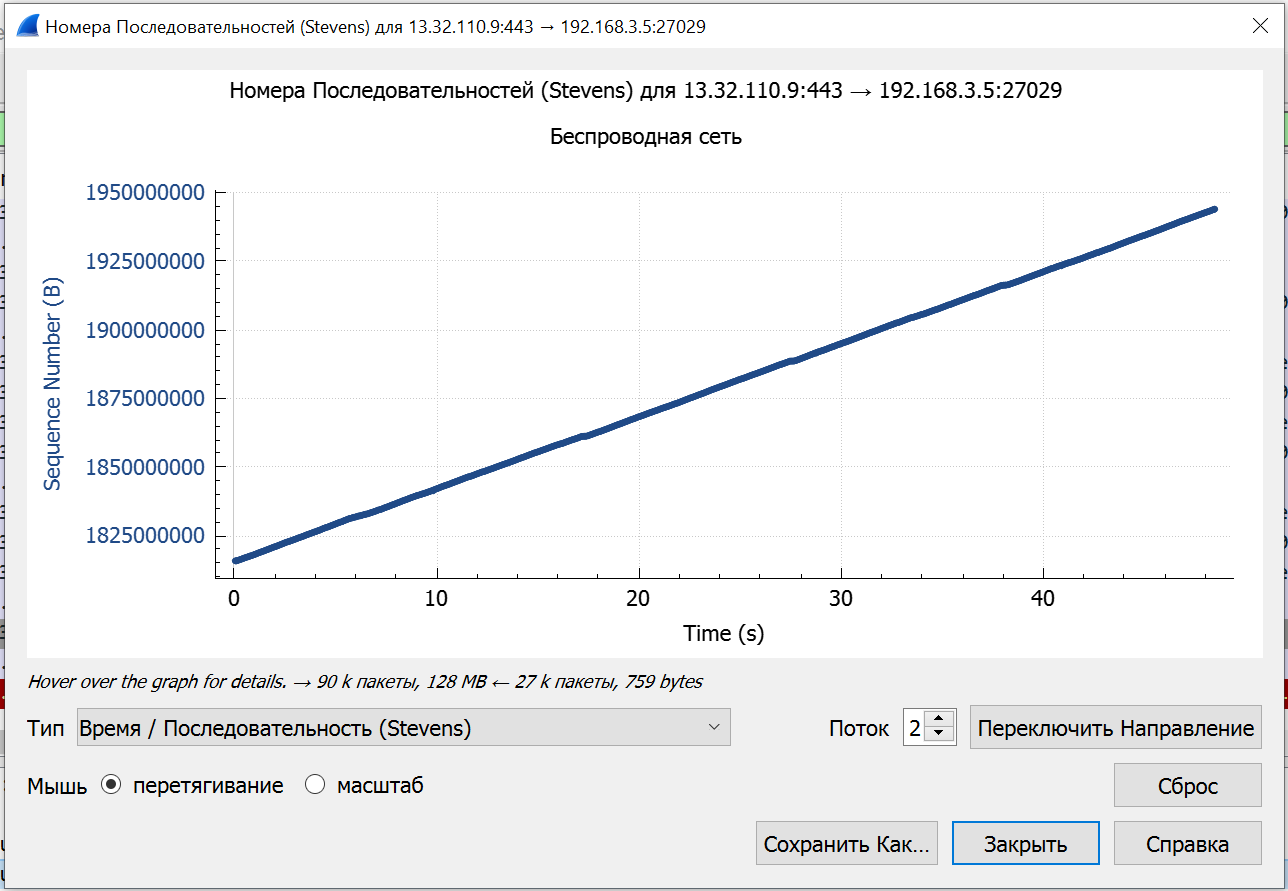 Номера Последовательностей (Stevens) для 13.32.110.9:443 → 192.168.3.5:27029
Номера Последовательностей (Stevens) для 13.32.110.9:443 → 192.168.3.5:27029
Беспроводная сеть
Sequence Number (B)
1950000000
1925000000
1900000000
1875000000
1850000000
1825000000
0 10 20 30 40
Time (s)
Hover over the graph for details. → 90 k пакеты, 128 MB ← 27 k пакеты, 759 bytes
Тип Время / Последовательность (Stevens) Поток 2 Переключить Направление
Мышь перетягивание масштаб
Сброс
Сохранить Как... Закрыть Справка